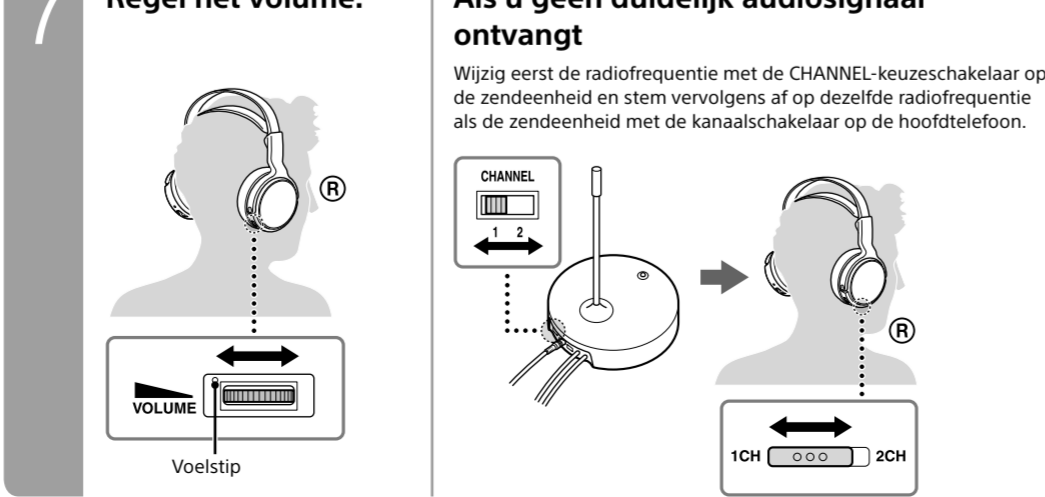 7
Regel het volume.
Ⓡ
VOLUME
Voelstip
Als u geen duidelijk audiosignaal
ontvangt
Wijzig eerst de radiofrequentie met de CHANNEL-keuzeschakelaar op
de zendeenheid en stem vervolgens af op dezelfde radiofrequentie
als de zendeenheid met de kanaalschakelaar op de hoofdtelefoon.
CHANNEL
1 2
Ⓡ
1CH 2CH